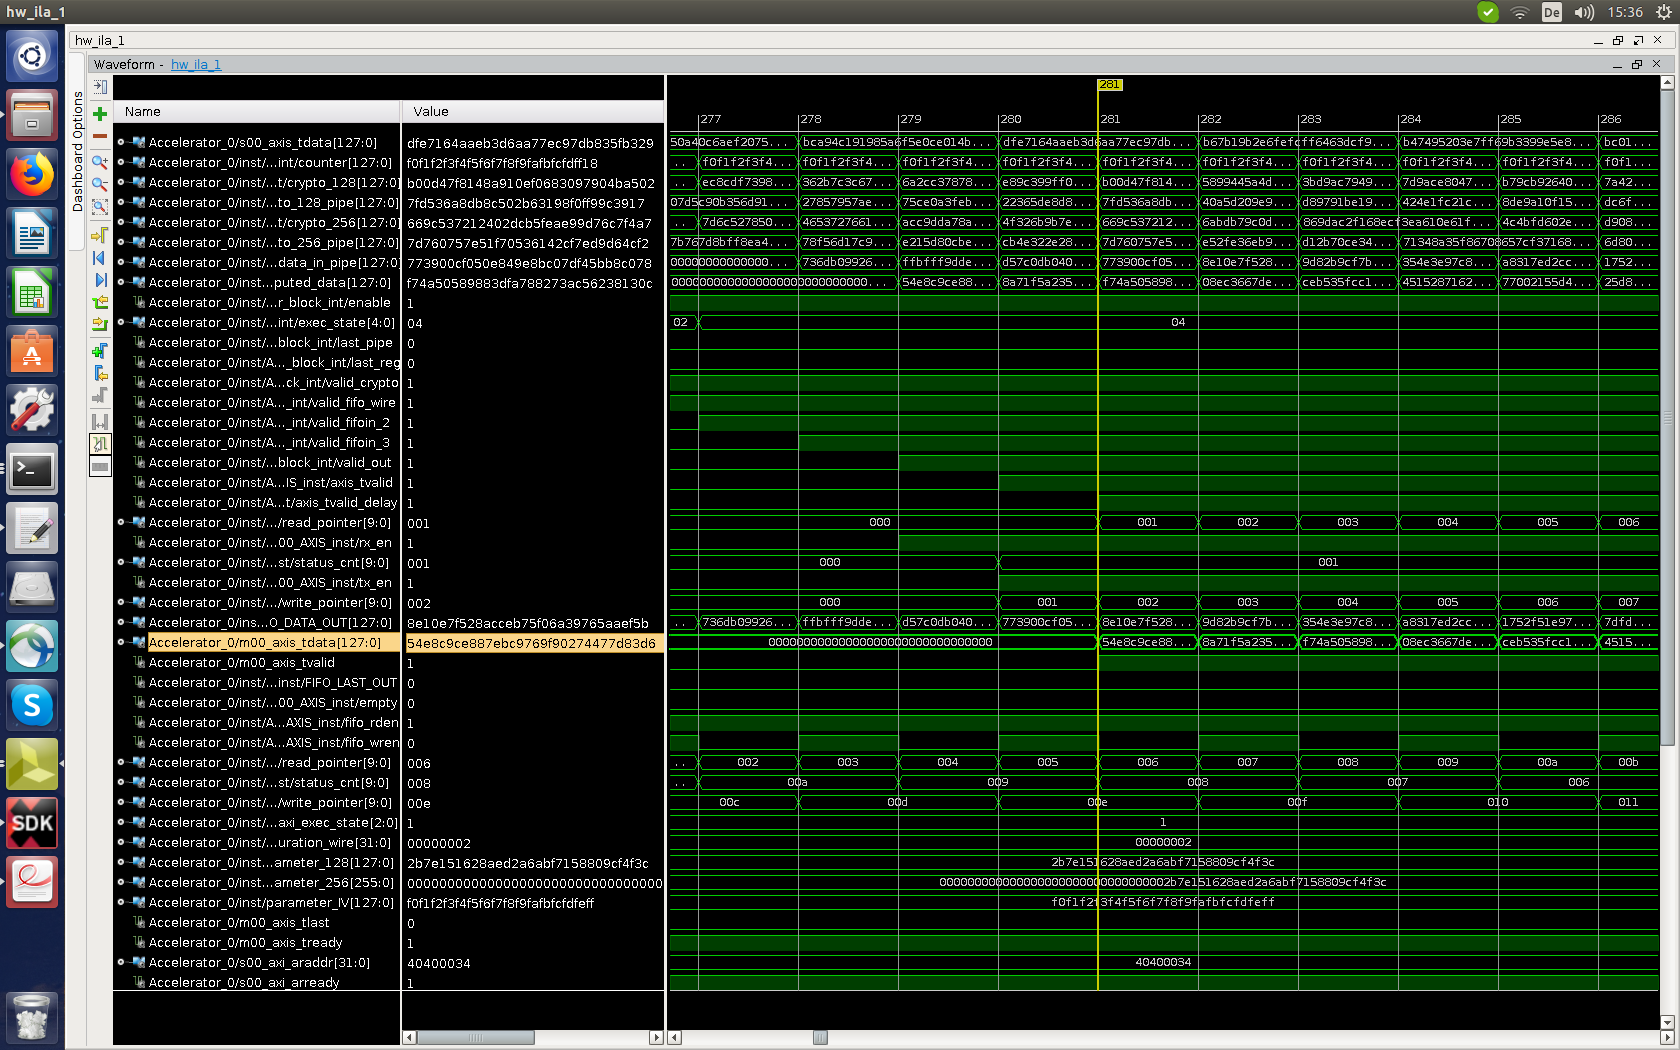 hw_ila_1
De 15:36
hw_ila_1
Waveform - hw_ila_1
Dashboard Options
281
Name Value
277 278 279 280 281 282 283 284 285 286
Accelerator_0/s00_axis_tdata[127:0] dfe7164aaeb3d6aa77ec97db835fb329 50a40c6aef2075... bca94c191985a6f5e0ce014b... dfe7164aaeb3d6aa77ec97db... b67b19b2e6fefcff6463dcf9... b47495203e7ff69b3399e5e8... bc01...
Accelerator_0/inst/...int/counter[127:0] f0f1f2f3f4f5f6f7f8f9fafbfcfdff18 ... f0f1f2f3f4... f0f1f2f3f4... f0f1f2f3f4... f0f1f2f3f4... f0f1f2f3f4... f0f1f2f3f4... f0f1f2f3f4... f0f1f2f3f4... f0f1f2f3f4... f0f1...
Accelerator_0/inst/...t/crypto_128[127:0] b00d47f8148a910ef0683097904ba502 ... ec8cdf7398... 362b7c3c67... 6a2cc37878... e89c399ff0... b00d47f814... 5899445a4d... 3bd9ac7949... 7d9ace8047... b79cb92640... 7a42...
Accelerator_0/inst/...to_128_pipe[127:0] 7fd536a8db8c502b63198f0ff99c3917 07d5c90b356d91... 27857957ae... 75ce0a3feb... 22365de8d8... 7fd536a8db... 40a5d209e9... d89791be19... 424e1fc21c... 8de9a10f15... dc6f...
Accelerator_0/inst/...t/crypto_256[127:0] 669c537212402dcb5feae99d76c7f4a7 ... 7d6c527850... 4653727661... acc9dda78a... 4f326b9b7e... 669c537212... 6abdb79c0d... 869dac2f168ecf3ea610e61f... 4c4bfd602e... d908...
Accelerator_0/inst/...to_256_pipe[127:0] 7d760757e51f70536142cf7ed9d64cf2 7b767d8bff8ea4... 78f56d17c9... e215d80cbe... cb4e322e28... 7d760757e5... e52fe36eb9... d12b70ce34... 71348a35f86708657cf37168... 6d80...
Accelerator_0/inst/...data_in_pipe[127:0] 773900cf050e849e8bc07df45bb8c078 00000000000000... 736db09926... ffbfff9dde... d57c0db040... 773900cf05... 8e10e7f528... 9d82b9cf7b... 354e3e97c8... a8317ed2cc... 1752...
Accelerator_0/inst/...puted_data[127:0] f74a50589883dfa788273ac56238130c 0000000000000000000000000000... 54e8c9ce88... 8a71f5a235... f74a505898... 08ec3667de... ceb535fcc1... 4515287162... 77002155d4... 25d8...
Accelerator_0/inst/...r_block_int/enable 1
Accelerator_0/inst/...int/exec_state[4:0] 04 02 04
Accelerator_0/inst/...block_int/last_pipe 0
Accelerator_0/inst/A..._block_int/last_reg 0
Accelerator_0/inst/A...ck_int/valid_crypto 1
Accelerator_0/inst/A..._int/valid_fifo_wire 1
Accelerator_0/inst/A..._int/valid_fifoin_2 1
Accelerator_0/inst/A..._int/valid_fifoin_3 1
Accelerator_0/inst/...block_int/valid_out 1
Accelerator_0/inst/A...IS_inst/axis_tvalid 1
Accelerator_0/inst/A...t/axis_tvalid_delay 1
Accelerator_0/inst/.../read_pointer[9:0] 001 000 001 002 003 004 005 006
Accelerator_0/inst/...00_AXIS_inst/rx_en 1
Accelerator_0/inst/...st/status_cnt[9:0] 001 000 001
Accelerator_0/inst/...00_AXIS_inst/tx_en 1
Accelerator_0/inst/.../write_pointer[9:0] 002 000 001 002 003 004 005 006 007
Accelerator_0/ins...O_DATA_OUT[127:0] 8e10e7f528acceb75f06a39765aaef5b ... 736db09926... ffbfff9dde... d57c0db040... 773900cf05... 8e10e7f528... 9d82b9cf7b... 354e3e97c8... a8317ed2cc... 1752f51e97... 7dfd...
Accelerator_0/m00_axis_tdata[127:0] 54e8c9ce887ebc9769f90274477d83d6 00000000000000000000000000000000 54e8c9ce88... 8a71f5a235... f74a505898... 08ec3667de... ceb535fcc1... 4515...
Accelerator_0/m00_axis_tvalid 1
Accelerator_0/inst/...inst/FIFO_LAST_OUT 0
Accelerator_0/inst/...00_AXIS_inst/empty 0
Accelerator_0/inst/A...AXIS_inst/fifo_rden 1
Accelerator_0/inst/A...AXIS_inst/fifo_wren 0
Accelerator_0/inst/.../read_pointer[9:0] 006 ... 002 003 004 005 006 007 008 009 00a 00b
Accelerator_0/inst/...st/status_cnt[9:0] 008 ... 00a 009 008 007 006
Accelerator_0/inst/.../write_pointer[9:0] 00e 00c 00d 00e 00f 010 011
Accelerator_0/inst/...axi_exec_state[2:0] 1 1
Accelerator_0/inst/...uration_wire[31:0] 00000002 00000002
Accelerator_0/inst...ameter_128[127:0] 2b7e151628aed2a6abf7158809cf4f3c 2b7e151628aed2a6abf7158809cf4f3c
Accelerator_0/inst...ameter_256[255:0] 00000000000000000000000000000000 000000000000000000000000000000002b7e151628aed2a6abf7158809cf4f3c
Accelerator_0/inst/parameter_IV[127:0] f0f1f2f3f4f5f6f7f8f9fafbfcfdfeff f0f1f2f3f4f5f6f7f8f9fafbfcfdfeff
Accelerator_0/m00_axis_tlast 0
Accelerator_0/m00_axis_tready 1
Accelerator_0/s00_axi_araddr[31:0] 40400034 40400034
Accelerator_0/s00_axi_arready 1
SDK